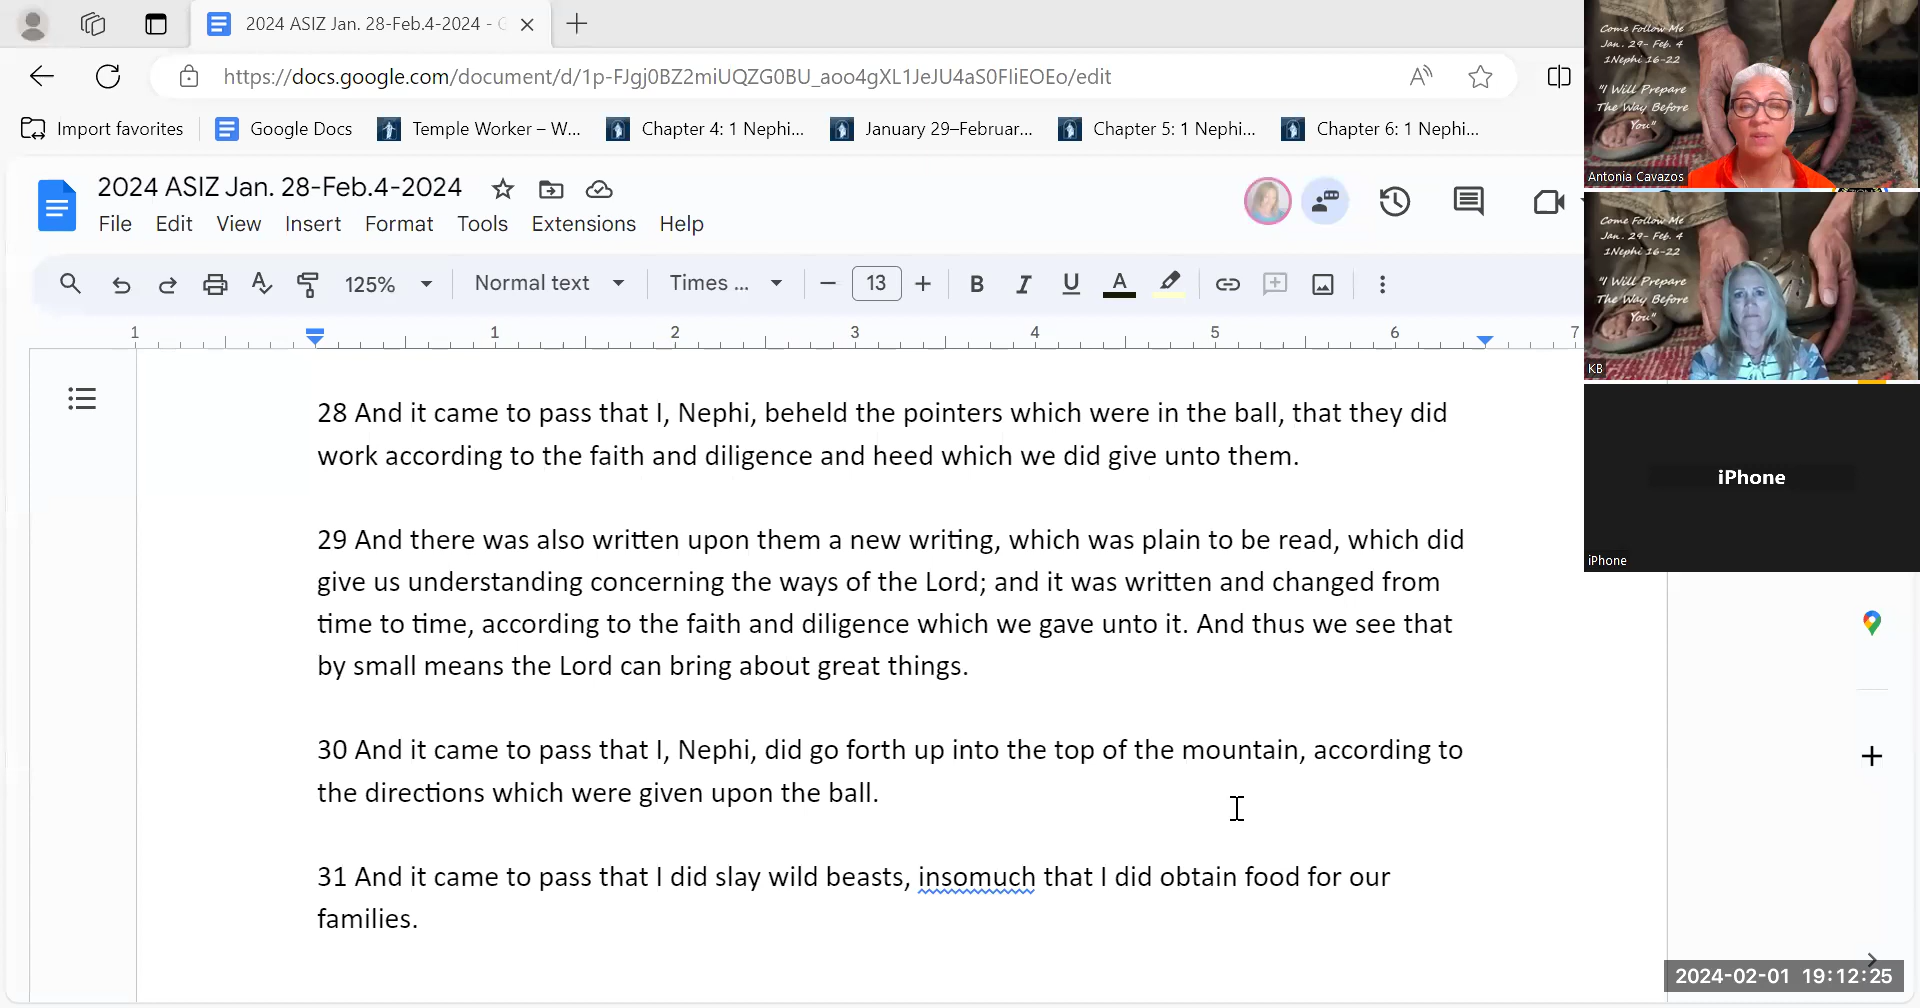 2024 ASIZ Jan. 28-Feb.4-2024 - G
https://docs.google.com/document/d/1p-FJgj0BZ2miUQZG0BU_aoo4gXL1JeJU4aS0FIiEOEo/edit
Import favorites
Google Docs
Temple Worker – W...
Chapter 4: 1 Nephi...
January 29–Februar...
Chapter 5: 1 Nephi...
Chapter 6: 1 Nephi...
2024 ASIZ Jan. 28-Feb.4-2024
File Edit View Insert Format Tools Extensions Help
125% Normal text Times ... 13 B I U A
1 1 2 3 4 5 6 7
28 And it came to pass that I, Nephi, beheld the pointers which were in the ball, that they did
work according to the faith and diligence and heed which we did give unto them.
29 And there was also written upon them a new writing, which was plain to be read, which did
give us understanding concerning the ways of the Lord; and it was written and changed from
time to time, according to the faith and diligence which we gave unto it. And thus we see that
by small means the Lord can bring about great things.
30 And it came to pass that I, Nephi, did go forth up into the top of the mountain, according to
the directions which were given upon the ball.
31 And it came to pass that I did slay wild beasts, insomuch that I did obtain food for our
families.
Come Follow Me
Jan. 29- Feb. 4
1Nephi 16-22
"I Will Prepare
The Way Before
You"
Antonia Cavazos
Come Follow Me
Jan. 29- Feb. 4
1Nephi 16-22
"I Will Prepare
The Way Before
You"
KB
iPhone
iPhone
2024-02-01 19:12:25